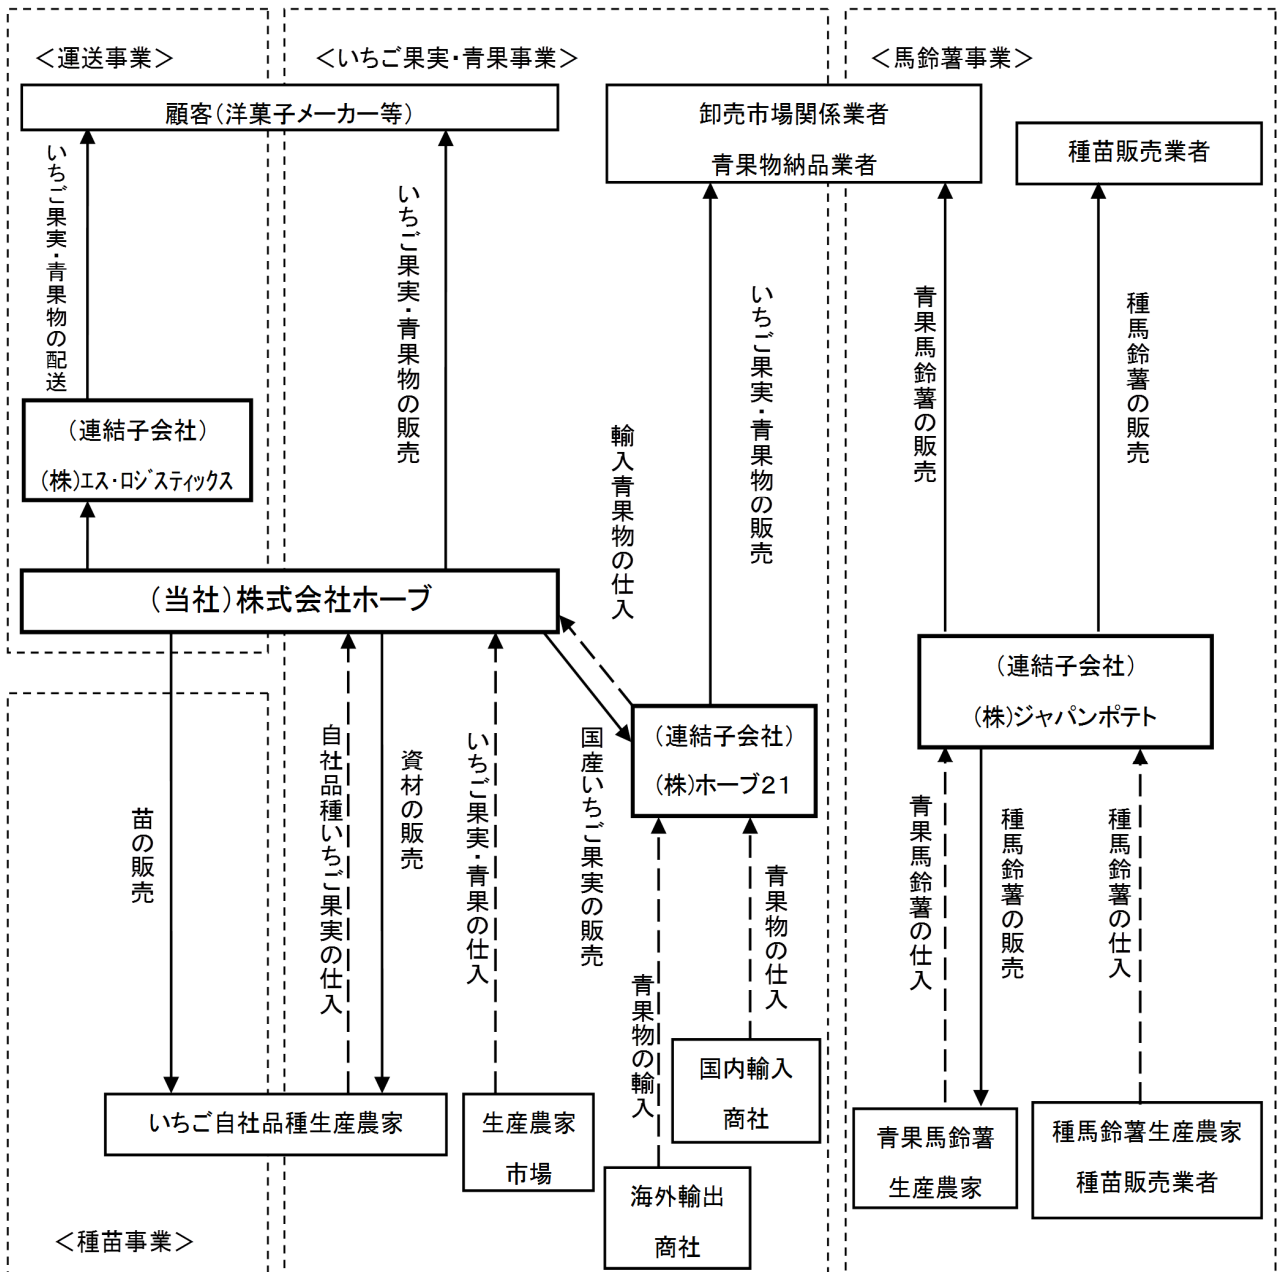 ＜運送事業＞
＜いちご果実・青果事業＞
＜馬鈴薯事業＞
顧客(洋菓子メーカー等)
卸売市場関係業者
青果物納品業者
種苗販売業者
いちご果実・青果物の配送
いちご果実・青果物の販売
輸入青果物の仕入
いちご果実・青果物の販売
青果馬鈴薯の販売
種馬鈴薯の販売
(連結子会社)
(株)ｴｽ・ﾛｼﾞｽﾃｨｯｸｽ
(当社)株式会社ホーブ
(連結子会社)
(株)ホーブ21
(連結子会社)
(株)ジャパンポテト
苗の販売
自社品種いちご果実の仕入
資材の販売
いちご果実・青果の仕入
国産いちご果実の販売
青果物の輸入
青果物の仕入
青果馬鈴薯の仕入
種馬鈴薯の販売
種馬鈴薯の仕入
いちご自社品種生産農家
生産農家
市場
国内輸入
商社
海外輸出
商社
青果馬鈴薯
生産農家
種馬鈴薯生産農家
種苗販売業者
＜種苗事業＞